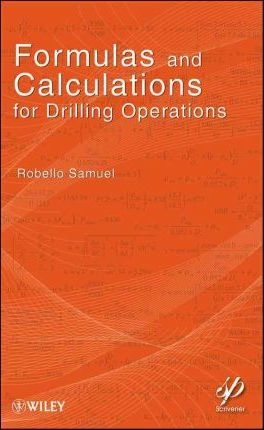 Formulas and
Calculations
for Drilling Operations
Robello Samuel
WILEY
Scrivener